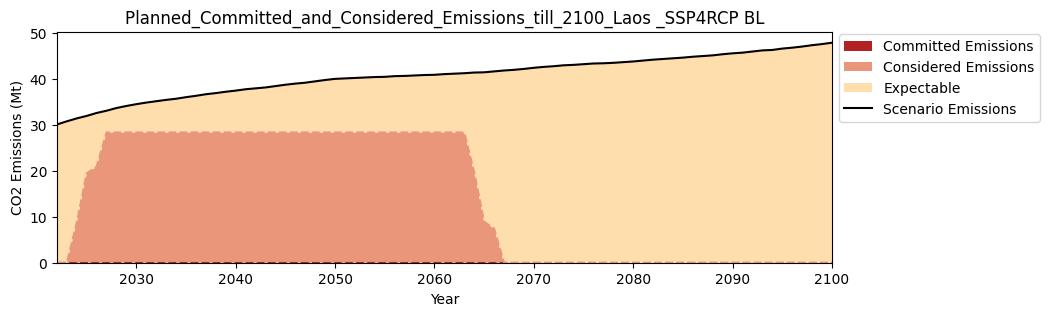 Planned_Committed_and_Considered_Emissions_till_2100_Laos _SSP4RCP BL
CO2 Emissions (Mt)
50
40
30
20
10
0
2030
2040
2050
2060
2070
2080
2090
2100
Year
Committed Emissions
Considered Emissions
Expectable
Scenario Emissions